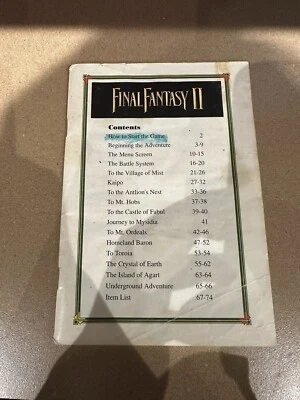 FINAL FANTASY II
Contents
How to Start the Game 2
Beginning the Adventure 3-9
The Menu Screen 10-15
The Battle System 16-20
To the Village of Mist 21-26
Kaipo 27-32
To the Antlion's Nest 33-36
To Mt. Hobs 37-38
To the Castle of Fabul 39-40
Journey to Mysidia 41
To Mt. Ordeals 42-46
Homeland Baron 47-52
To Toroia 53-54
The Crystal of Earth 55-62
The Island of Agart 63-64
Underground Adventure 65-66
Item List 67-74